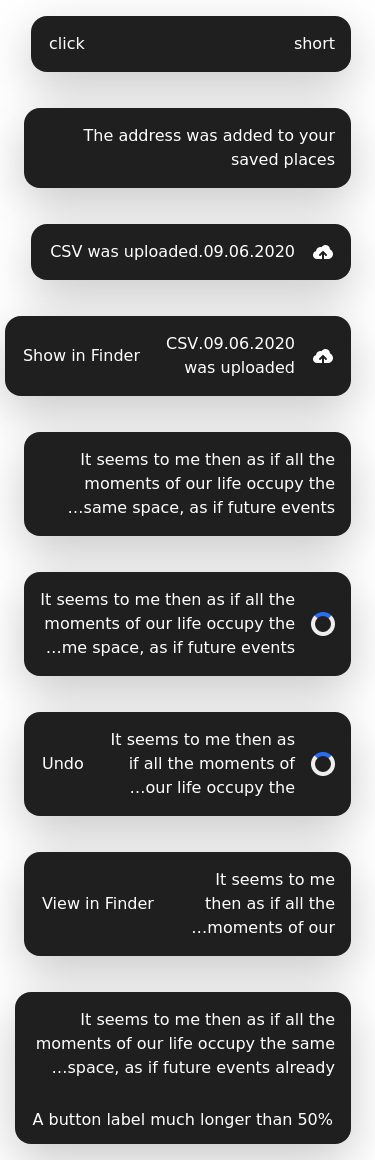 short
click
The address was added to your
saved places
CSV was uploaded.09.06.2020
CSV.09.06.2020
was uploaded
Show in Finder
It seems to me then as if all the
moments of our life occupy the
…same space, as if future events
It seems to me then as if all the
moments of our life occupy the
…me space, as if future events
It seems to me then as
if all the moments of
…our life occupy the
Undo
It seems to me
then as if all the
…moments of our
View in Finder
It seems to me then as if all the
moments of our life occupy the same
…space, as if future events already
A button label much longer than 50%